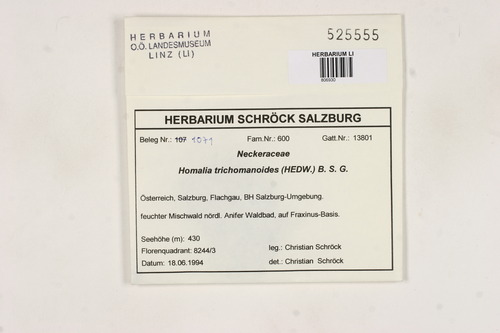 HERBARIUM
O.Ö. LANDESMUSEUM
LINZ (LI)
525555
HERBARIUM LI
HERBARIUM SCHRÖCK SALZBURG
Beleg Nr.: 107 1071 Fam.Nr.: 600 Gatt.Nr.: 13801
Neckeraceae
Homalia trichomanoides (HEDW.) B. S. G.
Österreich, Salzburg, Flachgau, BH Salzburg-Umgebung.
feuchter Mischwald nördl. Anifer Waldbad, auf Fraxinus-Basis.
Seehöhe (m): 430
Florenquadrant: 8244/3 leg.: Christian Schröck
Datum: 18.06.1994 det.: Christian Schröck